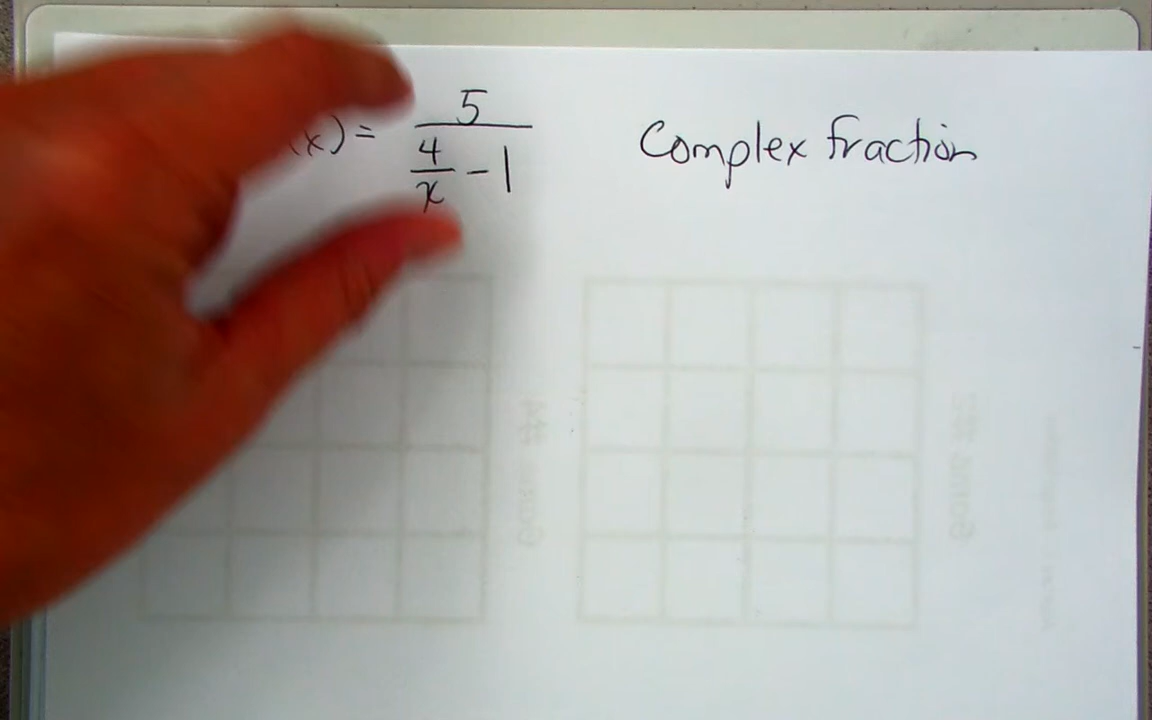 (x) = 5 / (4/x - 1)
Complex fraction